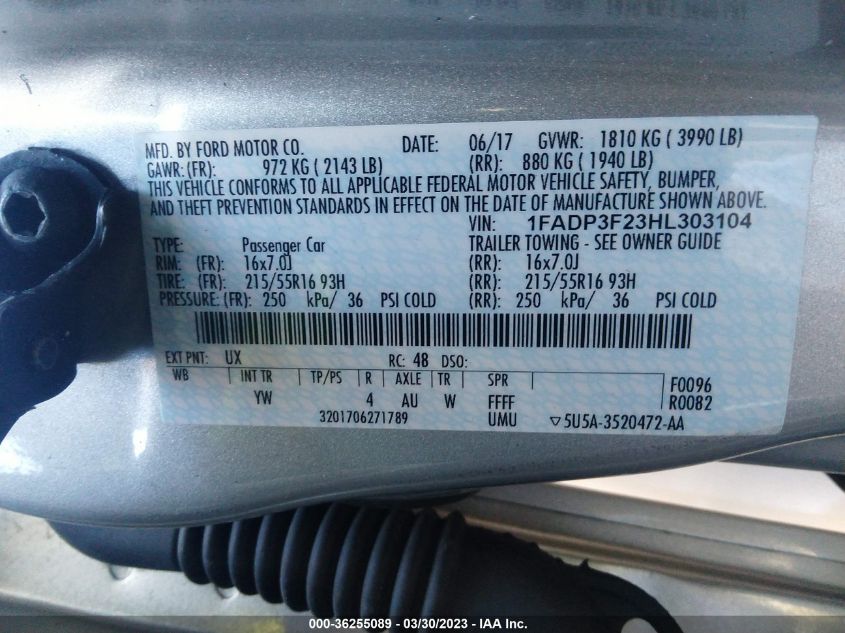 MFD. BY FORD MOTOR CO. DATE: 06/17 GVWR: 1810 KG ( 3990 LB)
GAWR: (FR): 972 KG ( 2143 LB) (RR): 880 KG ( 1940 LB)
THIS VEHICLE CONFORMS TO ALL APPLICABLE FEDERAL MOTOR VEHICLE SAFETY, BUMPER,
AND THEFT PREVENTION STANDARDS IN EFFECT ON THE DATE OF MANUFACTURE SHOWN ABOVE.
VIN: 1FADP3F23HL303104
TYPE: Passenger Car TRAILER TOWING - SEE OWNER GUIDE
RIM: (FR): 16x7.0J (RR): 16x7.0J
TIRE: (FR): 215/55R16 93H (RR): 215/55R16 93H
PRESSURE: (FR): 250 kPa/ 36 PSI COLD (RR): 250 kPa/ 36 PSI COLD
EXT PNT: UX RC: 48 DSO:
WB INT TR TP/PS R AXLE TR SPR F0096
YW 4 AU W FFFF R0082
3201706271789 UMU ▽5U5A-3520472-AA
000-36255089 - 03/30/2023 - IAA Inc.